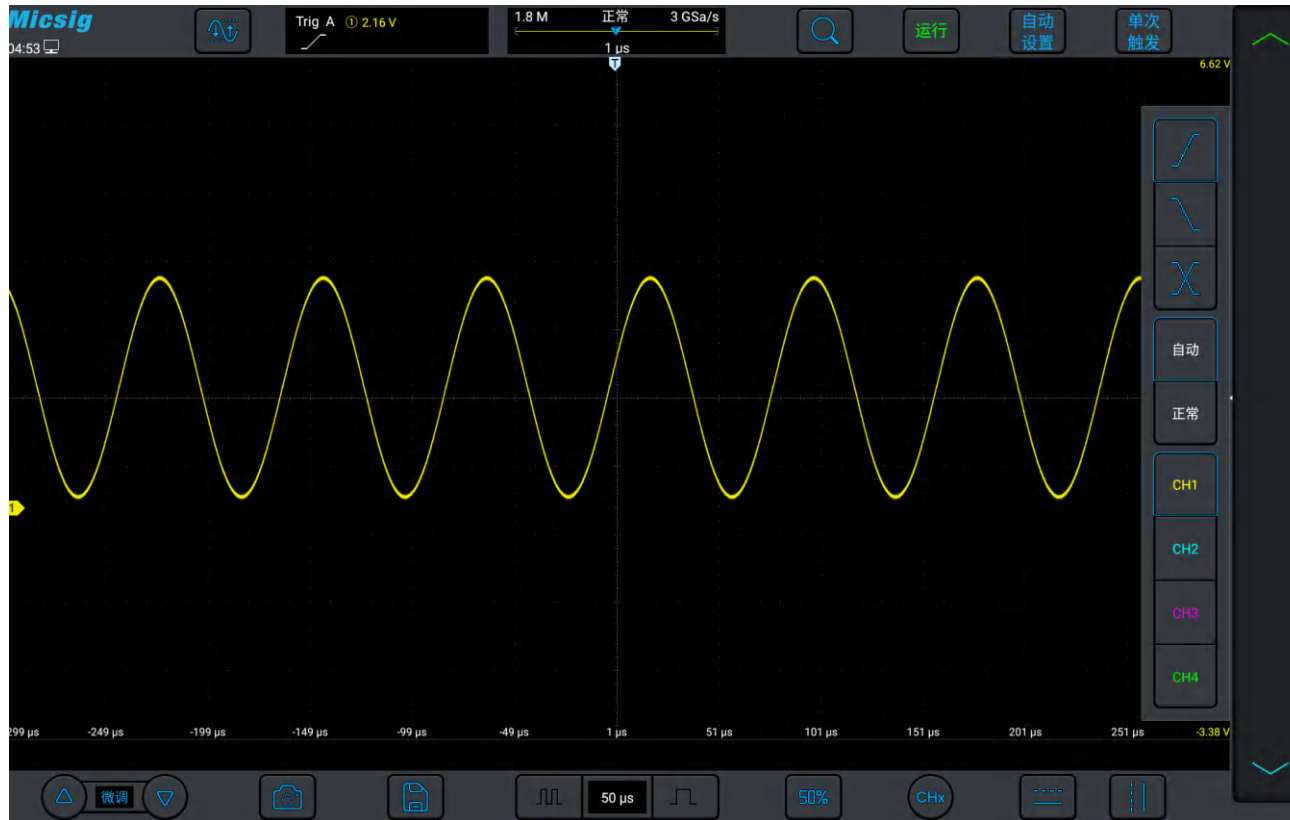 Micsig
04:53
Trig A ① 2.16 V
1.8 M 正常 3 GSa/s
1 µs
运行
自动
设置
单次
触发
T
6.62 V
自动
正常
CH1
1
CH2
CH3
CH4
299 µs -249 µs -199 µs -149 µs -99 µs -49 µs 1 µs 51 µs 101 µs 151 µs 201 µs 251 µs -3.38 V
微调
50 µs
50%
CHx